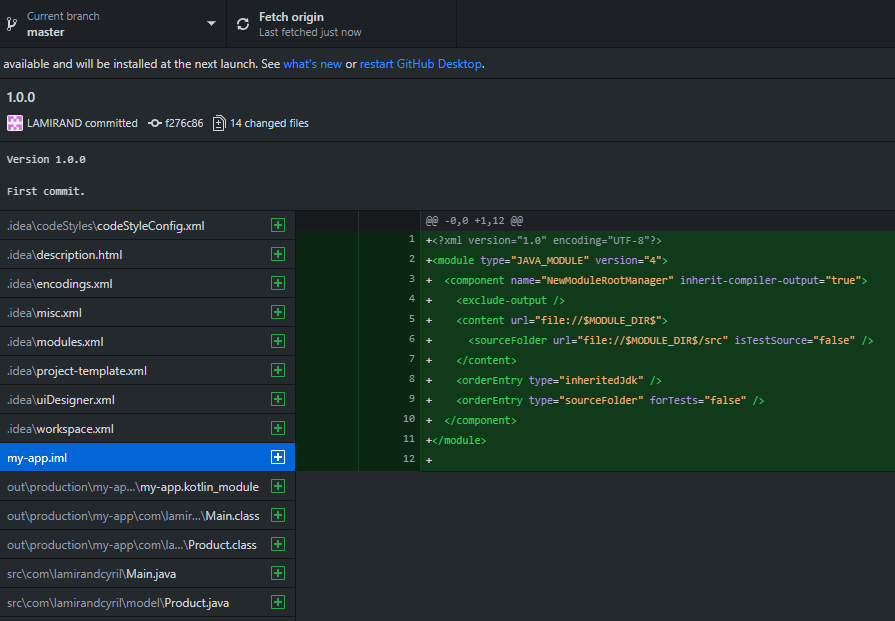 Current branch
master
Fetch origin
Last fetched just now
available and will be installed at the next launch. See what's new or restart GitHub Desktop.
1.0.0
LAMIRAND committed f276c86 14 changed files
Version 1.0.0
First commit.
.idea\codeStyles\codeStyleConfig.xml
.idea\description.html
.idea\encodings.xml
.idea\misc.xml
.idea\modules.xml
.idea\project-template.xml
.idea\uiDesigner.xml
.idea\workspace.xml
my-app.iml
out\production\my-ap...\my-app.kotlin_module
out\production\my-app\com\lamir...\Main.class
out\production\my-app\com\la...\Product.class
src\com\lamirandcyril\Main.java
src\com\lamirandcyril\model\Product.java
@@ -0,0 +1,12 @@
1 +<?xml version="1.0" encoding="UTF-8"?>
2 +<module type="JAVA_MODULE" version="4">
3 +  <component name="NewModuleRootManager" inherit-compiler-output="true">
4 +    <exclude-output />
5 +    <content url="file://$MODULE_DIR$">
6 +      <sourceFolder url="file://$MODULE_DIR$/src" isTestSource="false" />
7 +    </content>
8 +    <orderEntry type="inheritedJdk" />
9 +    <orderEntry type="sourceFolder" forTests="false" />
10 +  </component>
11 +</module>
12 +